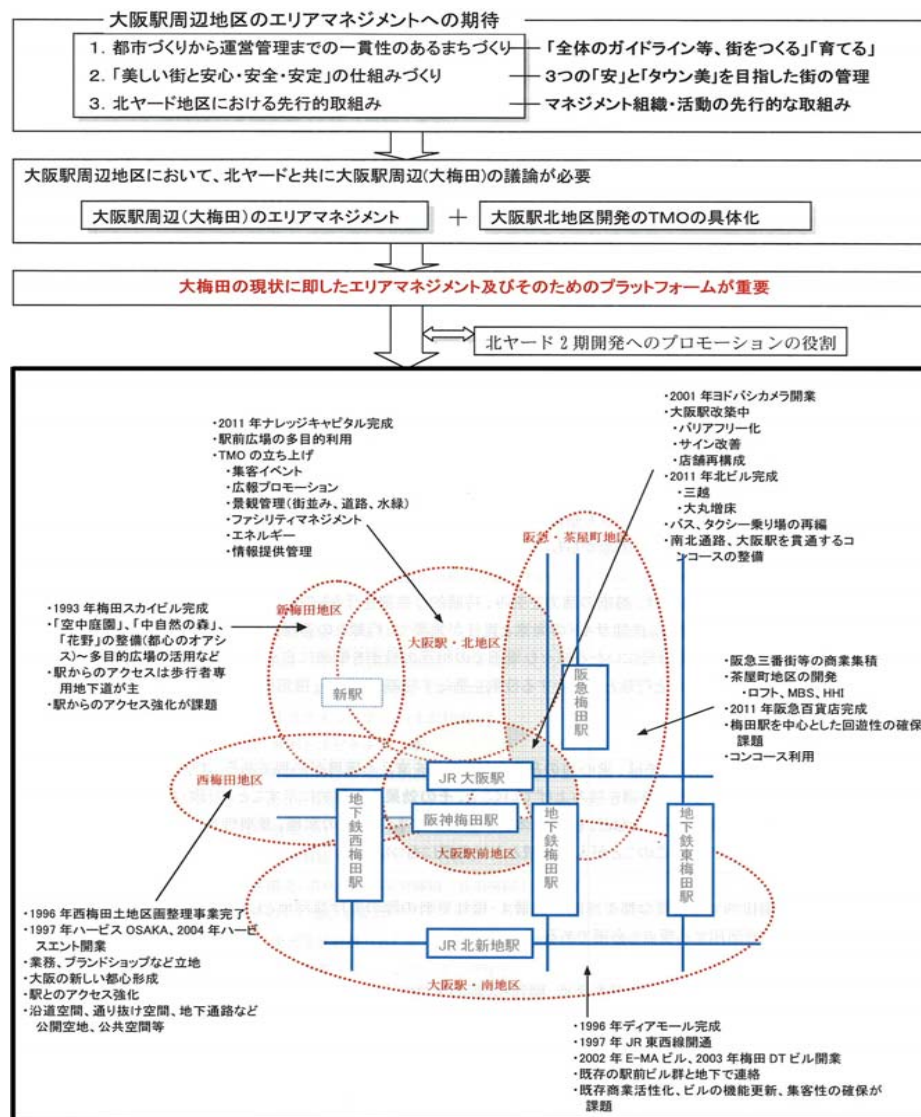 大阪駅周辺地区のエリアマネジメントへの期待
1．都市づくりから運営管理までの一貫性のあるまちづくり
「全体のガイドライン等、街をつくる」「育てる」
2．「美しい街と安心・安全・安定」の仕組みづくり
3つの「安」と「タウン美」を目指した街の管理
3．北ヤード地区における先行的取組み
マネジメント組織・活動の先行的な取組み
大阪駅周辺地区において、北ヤードと共に大阪駅周辺(大梅田)の議論が必要
大阪駅周辺(大梅田)のエリアマネジメント
＋
大阪駅北地区開発のTMOの具体化
大梅田の現状に即したエリアマネジメント及びそのためのプラットフォームが重要
北ヤード2期開発へのプロモーションの役割
・2001年ヨドバシカメラ開業
・大阪駅改築中
・バリアフリー化
・サイン改善
・店舗再構成
・2011年北ビル完成
・三越
・大丸増床
・バス、タクシー乗り場の再編
・南北通路、大阪駅を貫通するコ
ンコースの整備
・2011年ナレッジキャピタル完成
・駅前広場の多目的利用
・TMOの立ち上げ
・集客イベント
・広報プロモーション
・景観管理(街並み、道路、水緑)
・ファシリティマネジメント
・エネルギー
・情報提供管理
阪急・茶屋町地区
新梅田地区
大阪駅・北地区
・1993年梅田スカイビル完成
・「空中庭園」、「中自然の森」、
「花野」の整備(都心のオアシ
ス)～多目的広場の活用など
・駅からのアクセスは歩行者専
用地下道が主
・駅からのアクセス強化が課題
新駅
阪急梅田駅
・阪急三番街等の商業集積
・茶屋町地区の開発
・ロフト、MBS、HHI
・2011年阪急百貨店完成
・梅田駅を中心とした回遊性の確保
課題
・コンコース利用
西梅田地区
JR大阪駅
地下鉄西梅田駅
阪神梅田駅
地下鉄梅田駅
地下鉄東梅田駅
大阪駅前地区
JR北新地駅
大阪駅・南地区
・1996年西梅田土地区画整理事業完了
・1997年ハービスOSAKA、2004年ハービ
スエント開業
・業務、ブランドショップなど立地
・大阪の新しい都心形成
・駅とのアクセス強化
・沿道空間、通り抜け空間、地下通路など
公開空地、公共空間等
・1996年ディアモール完成
・1997年JR東西線開通
・2002年E-MAビル、2003年梅田DTビル開業
・既存の駅前ビル群と地下で連絡
・既存商業活性化、ビルの機能更新、集客性の確保が
課題